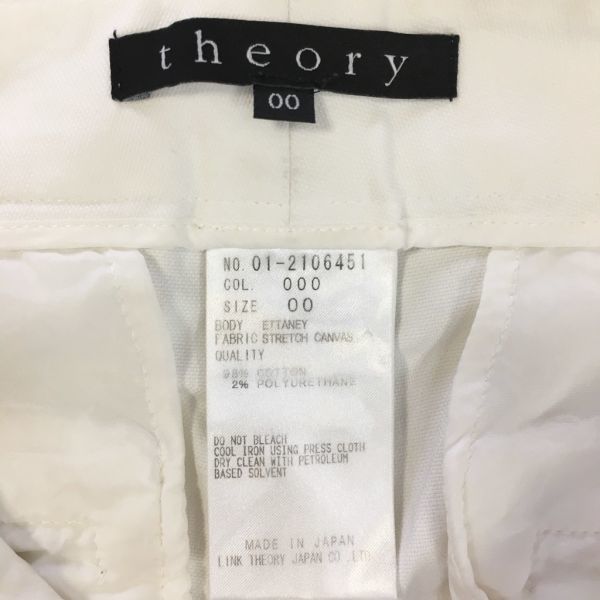 theory
00
NO. 01-2106451
COL. 000
SIZE 00
BODY ETTANEY
FABRIC STRETCH CANVAS
QUALITY
98% COTTON
2% POLYURETHANE
DO NOT BLEACH
COOL IRON USING PRESS CLOTH
DRY CLEAN WITH PETROLEUM
BASED SOLVENT
MADE IN JAPAN
LINK THEORY JAPAN CO.,LTD.